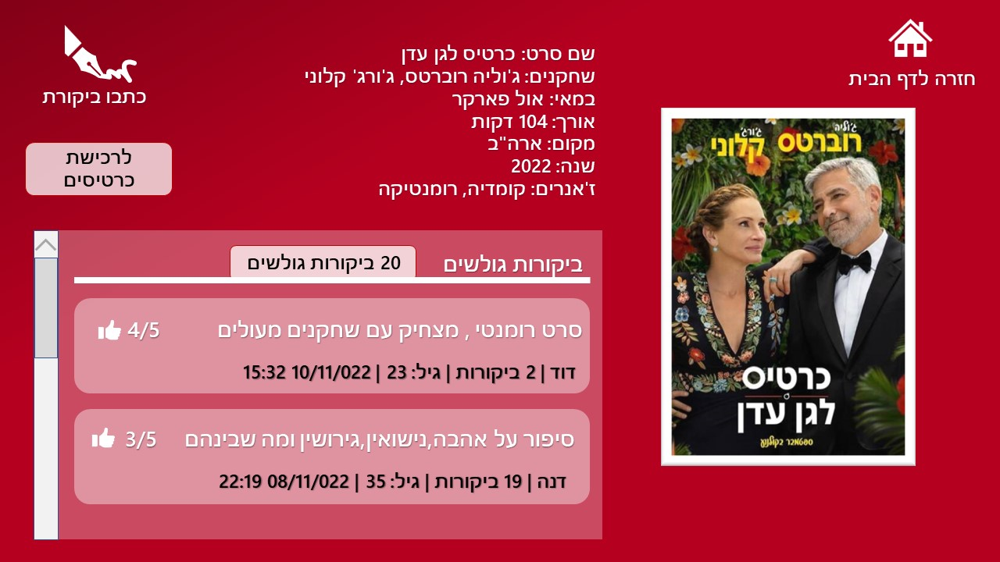 חזרה לדף הבית
שם סרט: כרטיס לגן עדן
שחקנים: ג'וליה רוברטס, ג'ורג' קלוני
במאי: אול פארקר
אורך: 104 דקות
מקום: ארה"ב
שנה: 2022
ז'אנרים: קומדיה, רומנטיקה
כתבו ביקורת
לרכישת
כרטיסים
ג'וליה
רוברטס
ג'ורג'
קלוני
כרטיס
לגן עדן
ספטמבר בקולנוע
ביקורות גולשים
20 ביקורות גולשים
סרט רומנטי , מצחיק עם שחקנים מעולים
4/5
דוד | 2 ביקורות | גיל: 23 | 10/11/022 15:32
סיפור על אהבה,נישואין,גירושין ומה שבינהם
3/5
דנה | 19 ביקורות | גיל: 35 | 08/11/022 22:19